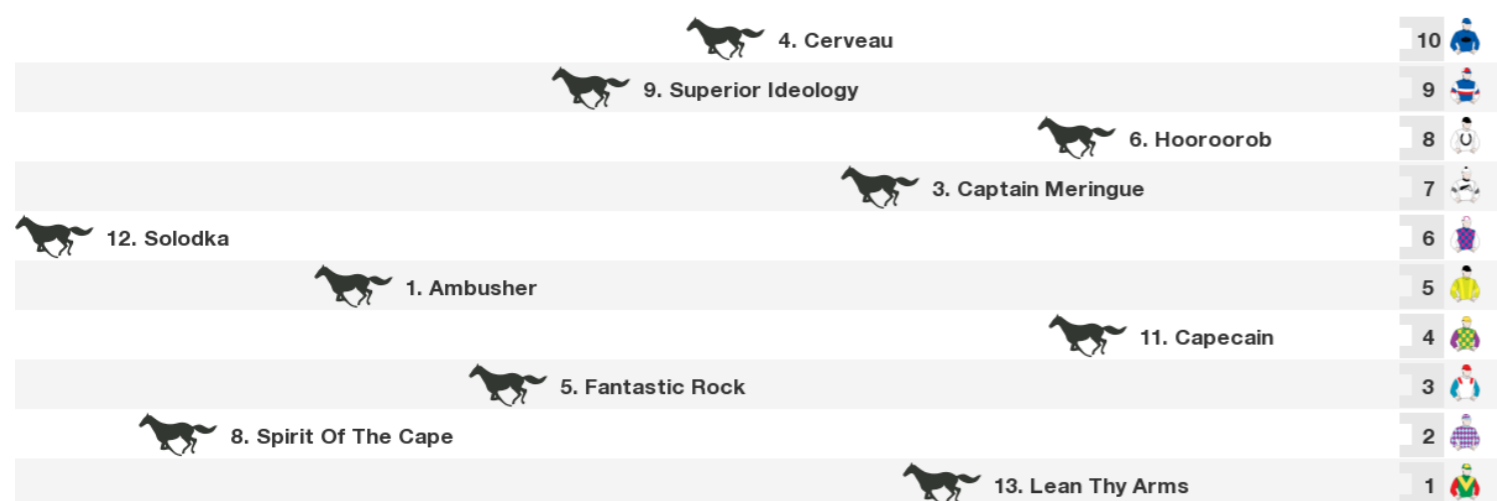 4. Cerveau 10
9. Superior Ideology 9
6. Hooroorob 8
3. Captain Meringue 7
12. Solodka 6
1. Ambusher 5
11. Capecain 4
5. Fantastic Rock 3
8. Spirit Of The Cape 2
13. Lean Thy Arms 1